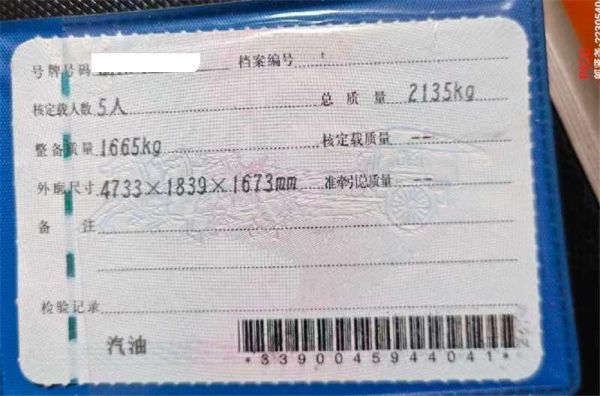 号牌号码 档案编号
核定载人数 5人 总质量 2135kg
整备质量 1665kg 核定载质量 --
外廓尺寸 4733×1839×1673mm 准牵引总质量 --
备注
检验记录
汽油
*3390045944041*